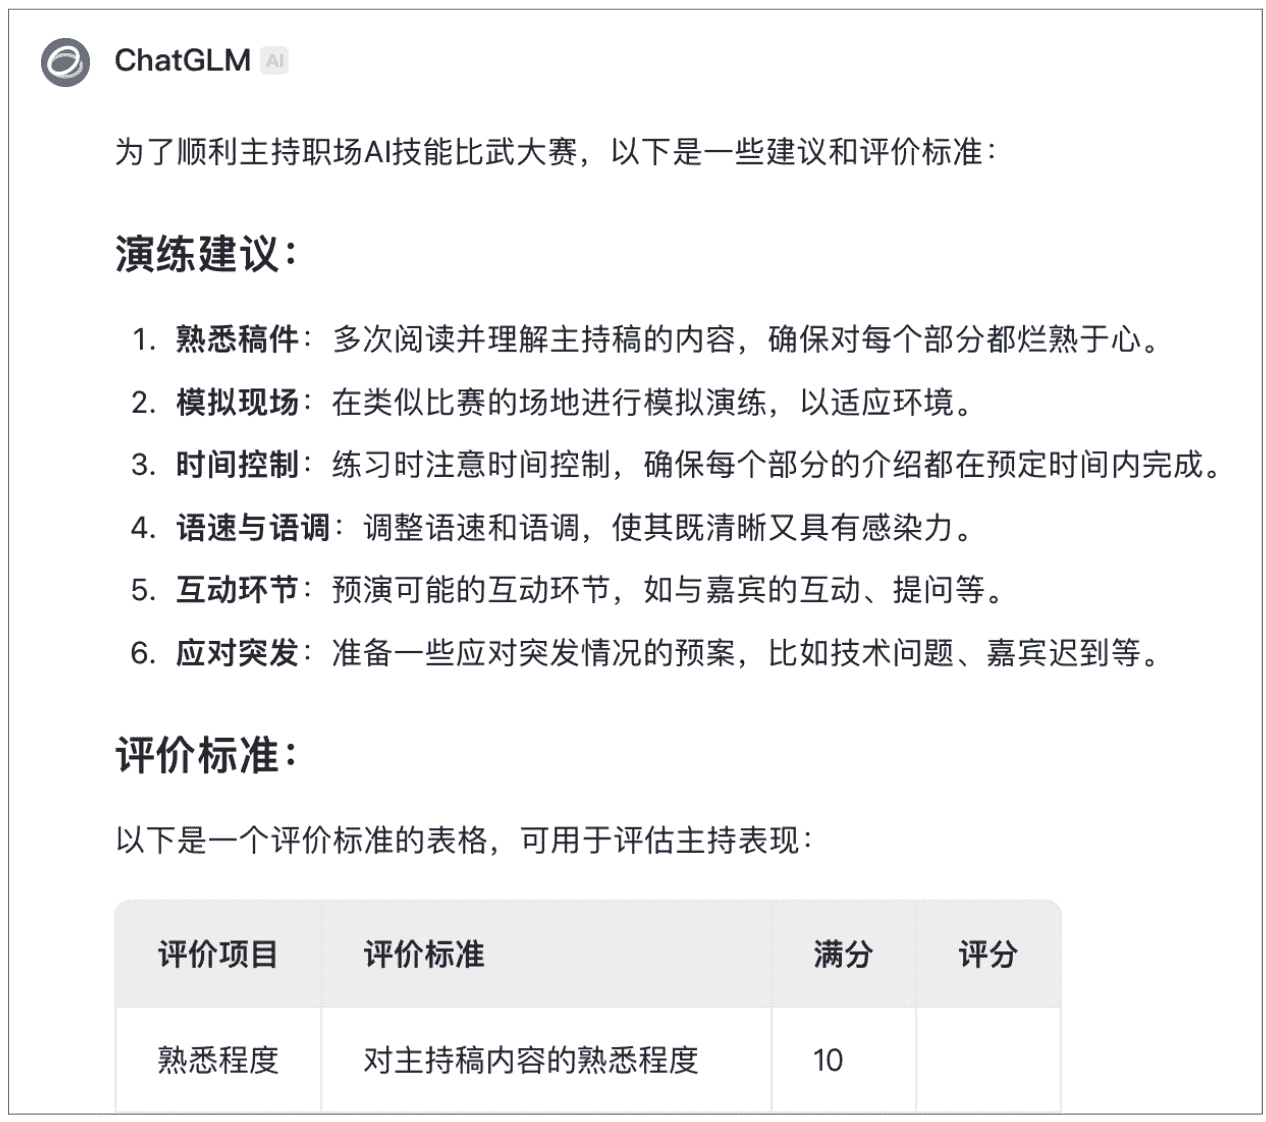 ChatGLM AI
为了顺利主持职场AI技能比武大赛，以下是一些建议和评价标准：
演练建议：
1. 熟悉稿件：多次阅读并理解主持稿的内容，确保对每个部分都烂熟于心。
2. 模拟现场：在类似比赛的场地进行模拟演练，以适应环境。
3. 时间控制：练习时注意时间控制，确保每个部分的介绍都在预定时间内完成。
4. 语速与语调：调整语速和语调，使其既清晰又具有感染力。
5. 互动环节：预演可能的互动环节，如与嘉宾的互动、提问等。
6. 应对突发：准备一些应对突发情况的预案，比如技术问题、嘉宾迟到等。
评价标准：
以下是一个评价标准的表格，可用于评估主持表现：
评价项目 评价标准 满分 评分
熟悉程度 对主持稿内容的熟悉程度 10